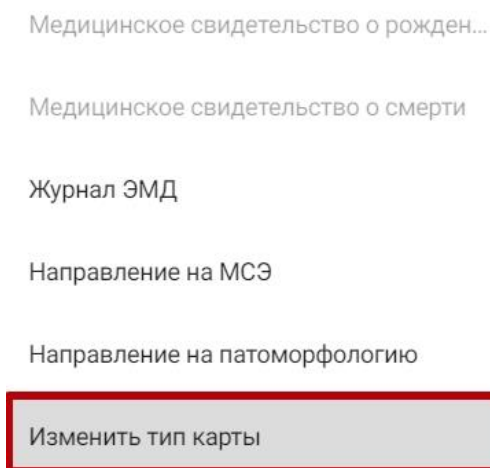 Медицинское свидетельство о рожден...
Медицинское свидетельство о смерти
Журнал ЭМД
Направление на МСЭ
Направление на патоморфологию
Изменить тип карты